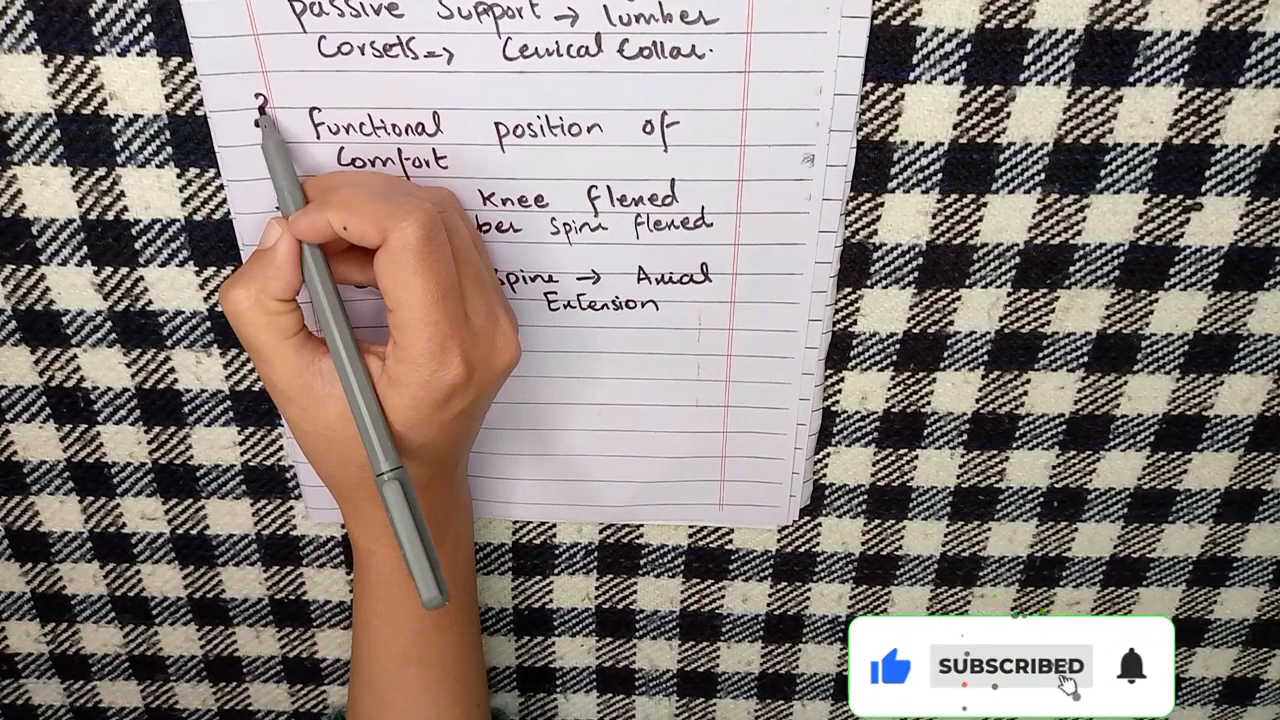 passive Support → lumber
Corsets → Cervical Collar.
?
functional position of
Comfort
Knee flexed
ber Spine flexed
spine → Axial
Extension
SUBSCRIBED